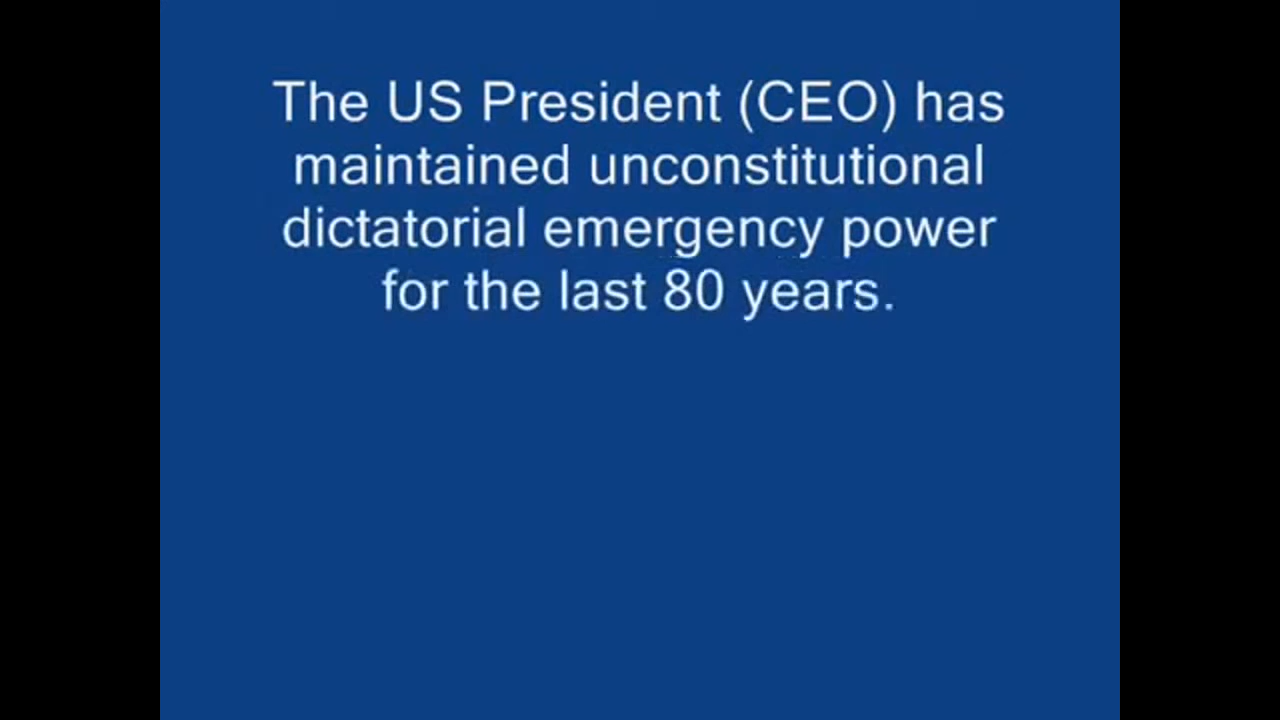 The US President (CEO) has
maintained unconstitutional
dictatorial emergency power
for the last 80 years.